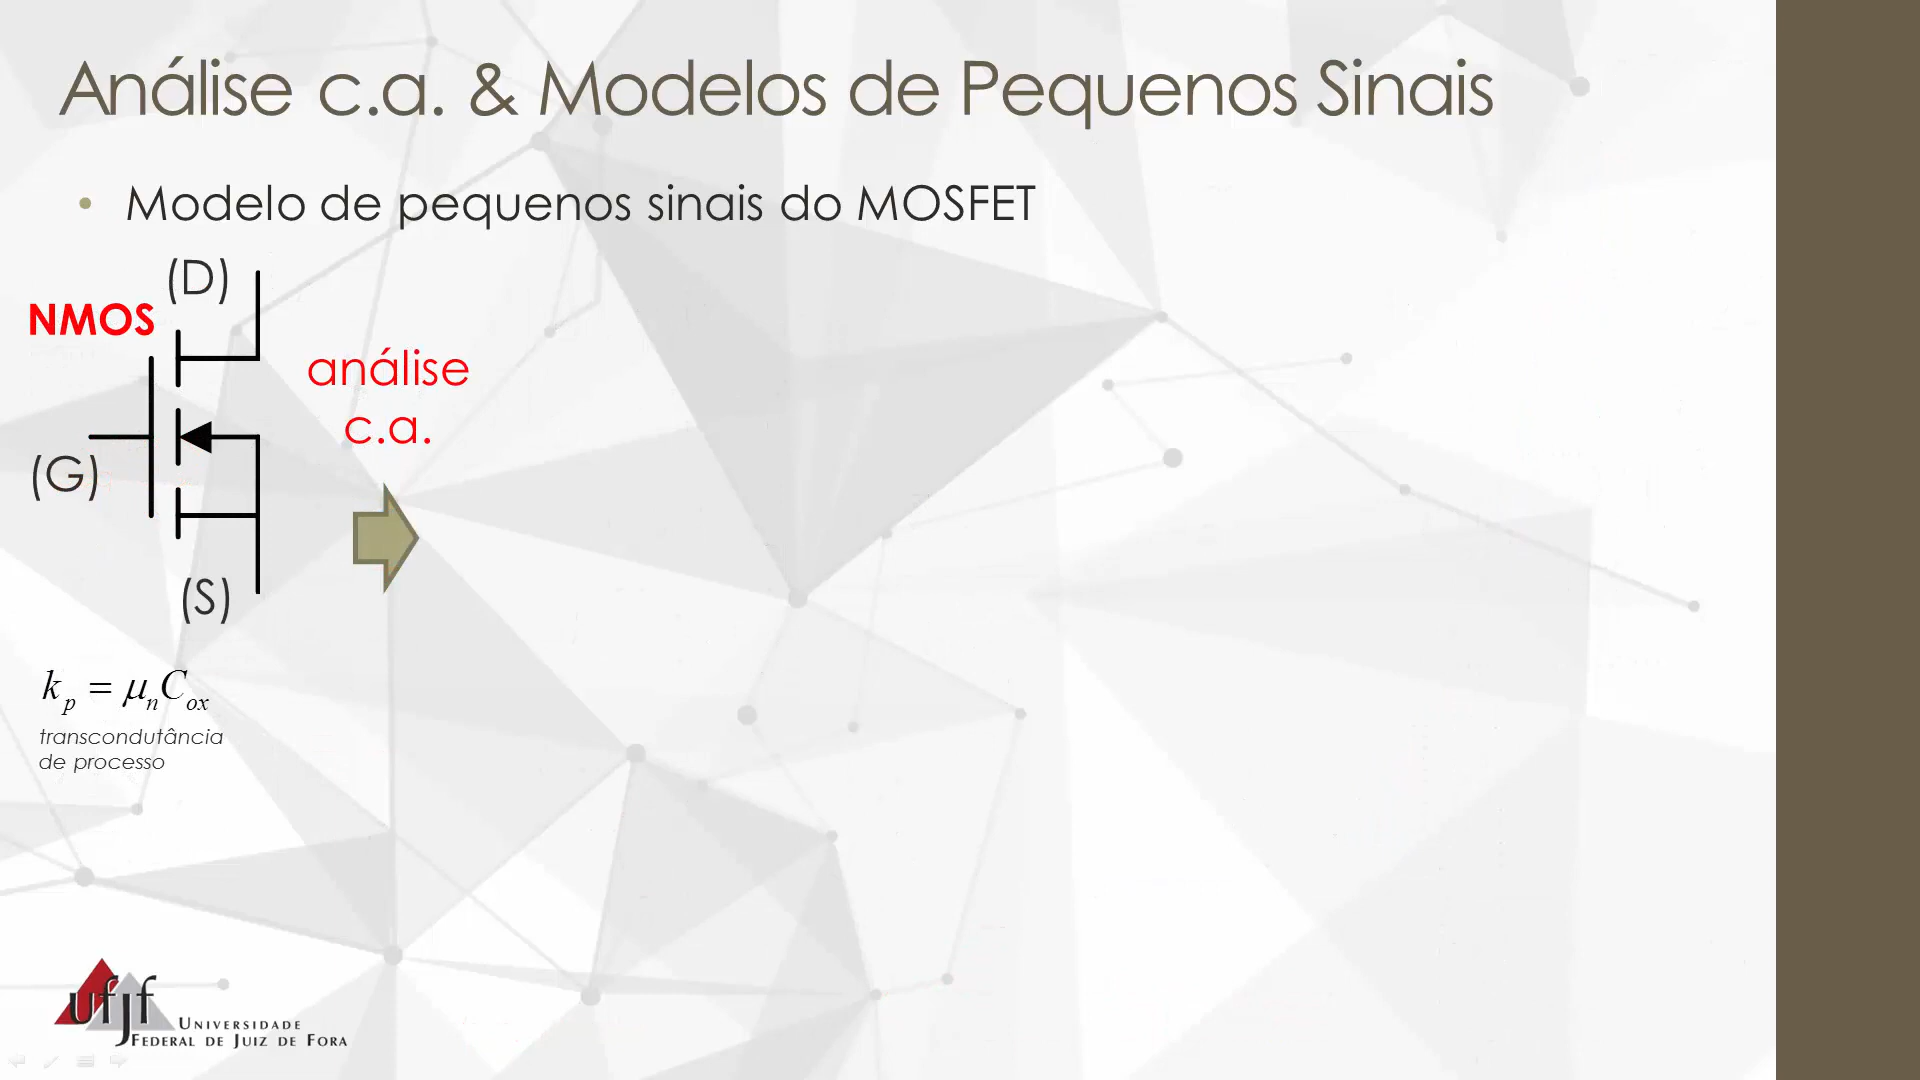 Análise c.a. & Modelos de Pequenos Sinais
• Modelo de pequenos sinais do MOSFET
(D)
NMOS
análise
c.a.
(G)
(S)
k_p = μ_n C_ox
transcondutância
de processo
ufjf
UNIVERSIDADE
FEDERAL DE JUIZ DE FORA